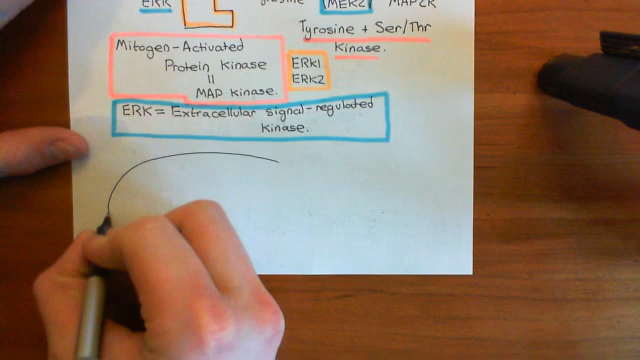 ERK MEK2 MAP2K
Tyrosine + Ser/Thr
Kinase.
Mitogen-Activated
Protein Kinase
||
MAP Kinase.
ERK1
ERK2
ERK = Extracellular signal-regulated
Kinase.